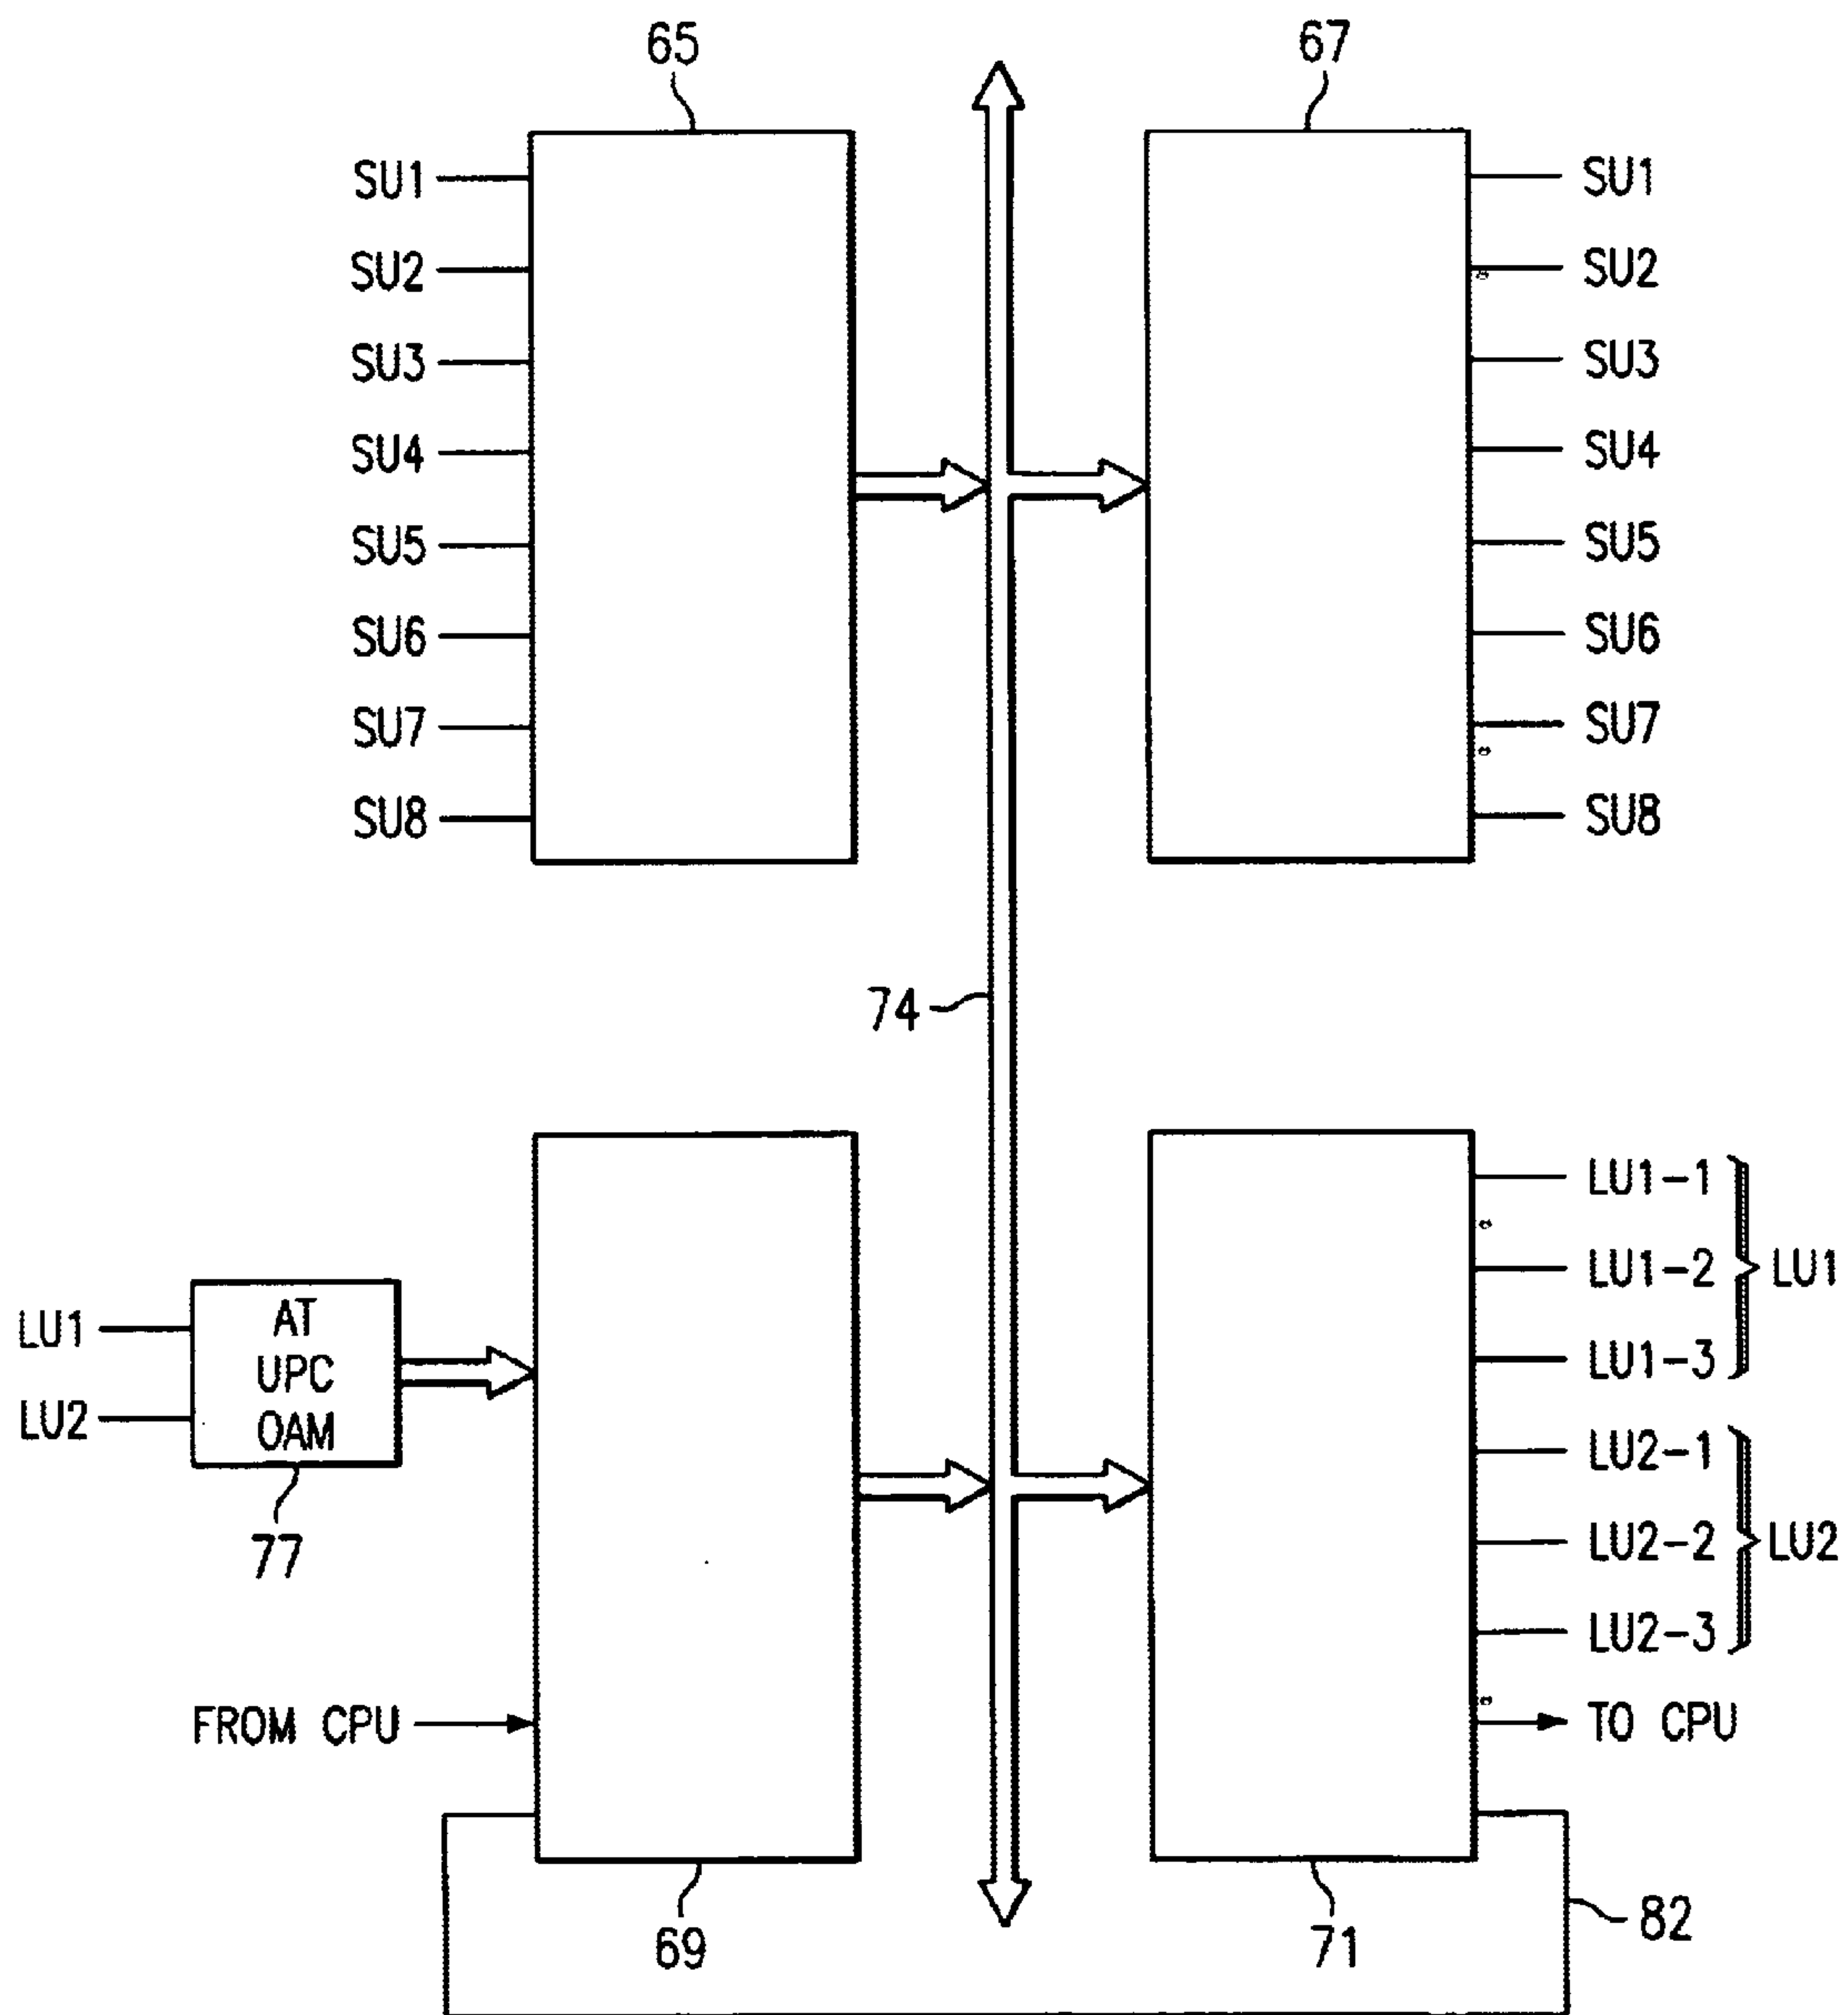 65
67
SU1
SU2
SU3
SU4
SU5
SU6
SU7
SU8
SU1
SU2
SU3
SU4
SU5
SU6
SU7
SU8
74
LU1
LU2
AT
UPC
OAM
77
FROM CPU
69
LU1-1
LU1-2
LU1-3
LU1
LU2-1
LU2-2
LU2-3
LU2
TO CPU
71
82